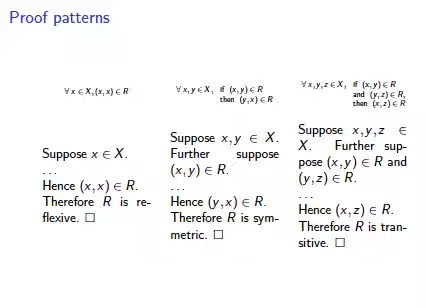 Proof patterns
∀ x ∈ X, (x, x) ∈ R
Suppose x ∈ X.
...
Hence (x, x) ∈ R.
Therefore R is re-
flexive. □
∀ x, y ∈ X, if (x, y) ∈ R
then (y, x) ∈ R
Suppose x, y ∈ X.
Further suppose
(x, y) ∈ R.
...
Hence (y, x) ∈ R.
Therefore R is sym-
metric. □
∀ x, y, z ∈ X, if (x, y) ∈ R
and (y, z) ∈ R,
then (x, z) ∈ R
Suppose x, y, z ∈
X. Further sup-
pose (x, y) ∈ R and
(y, z) ∈ R.
...
Hence (x, z) ∈ R.
Therefore R is tran-
sitive. □